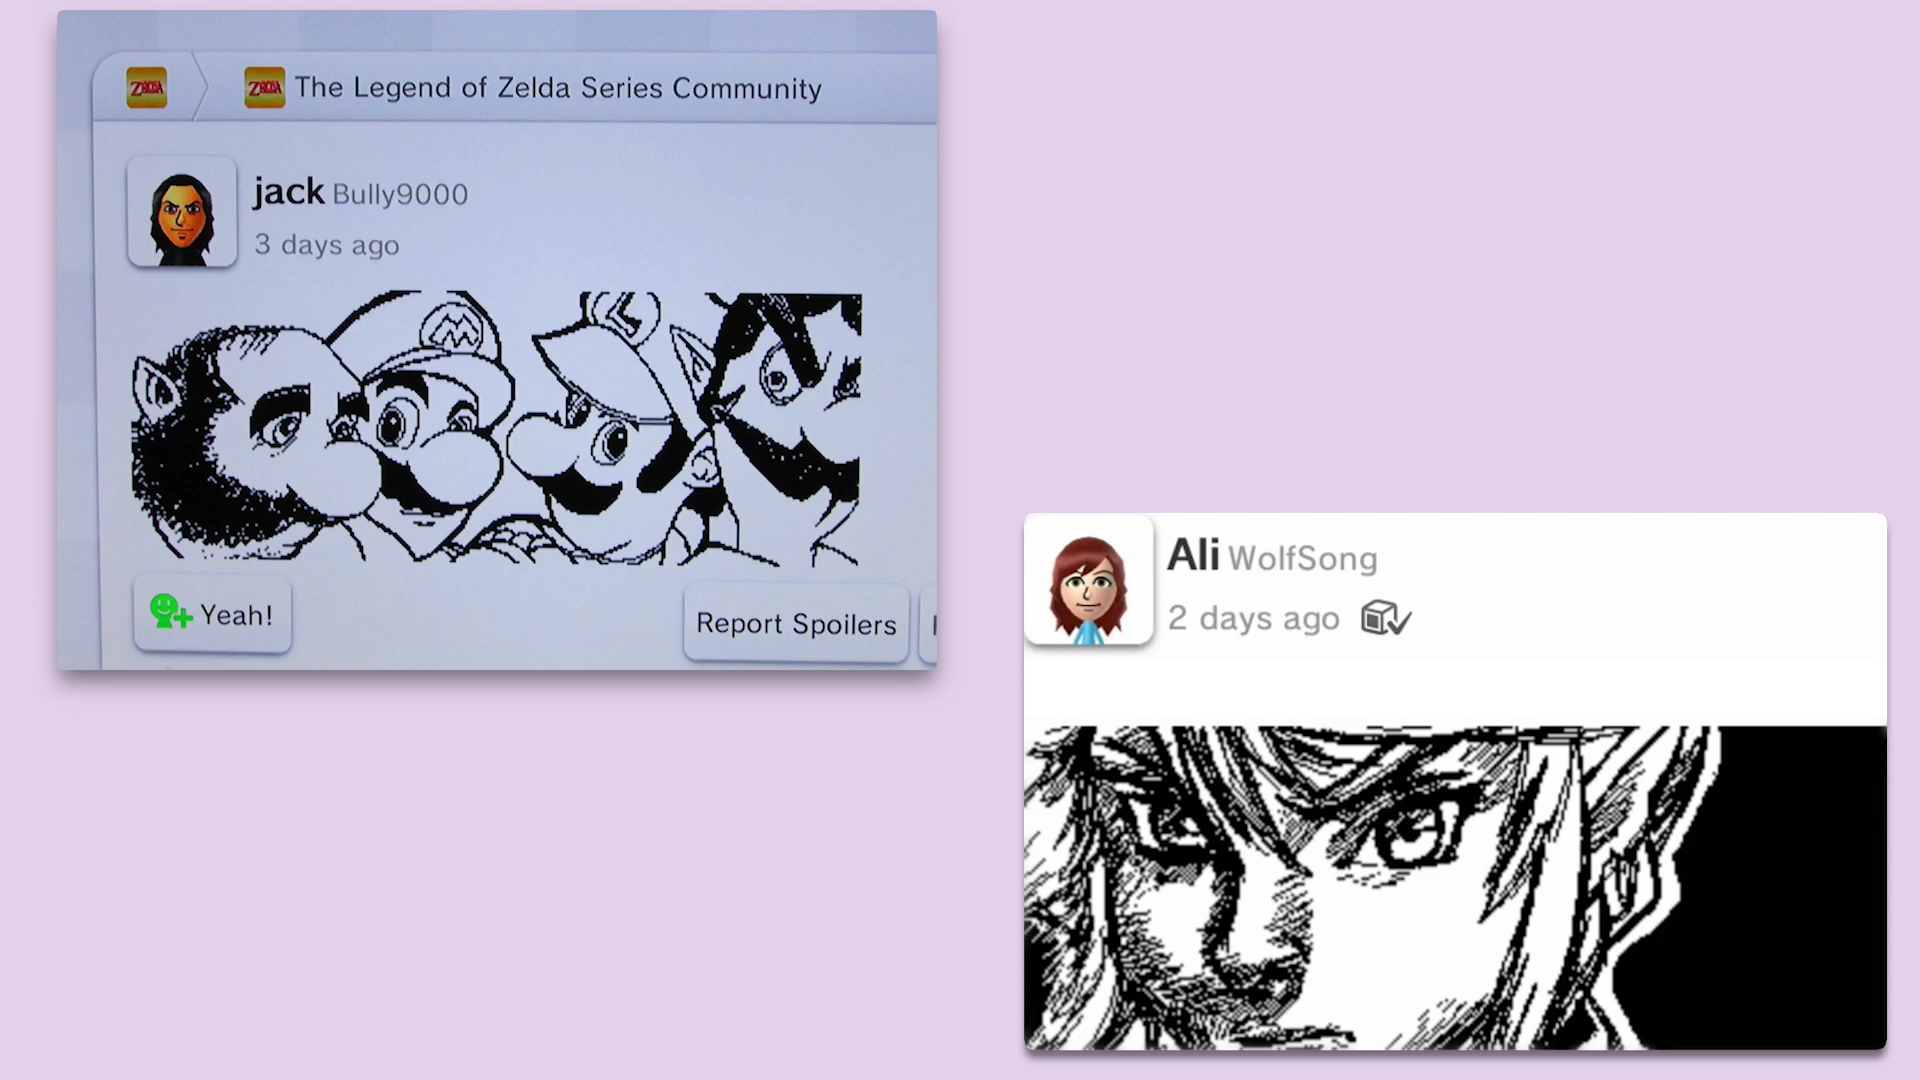 ZELDA
ZELDA The Legend of Zelda Series Community
jack Bully9000
3 days ago
M
L
Yeah!
Report Spoilers
Ali WolfSong
2 days ago